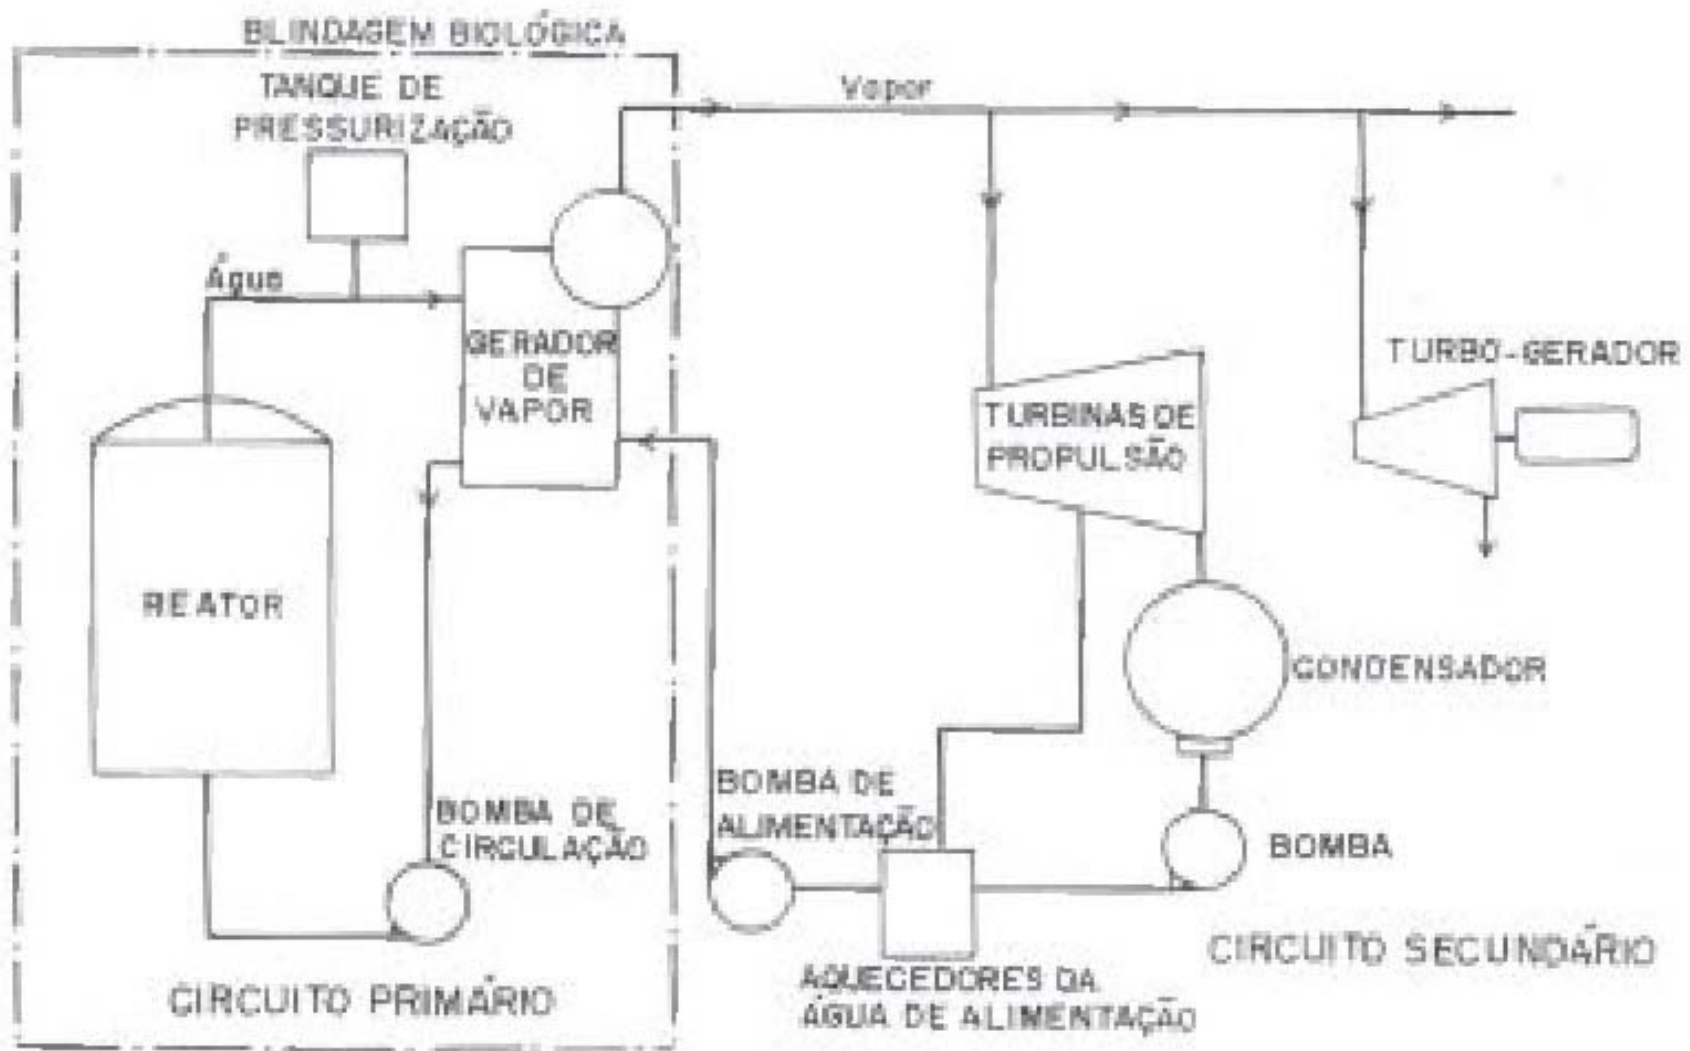 BLINDAGEM BIOLÓGICA
TANQUE DE
PRESSURIZAÇÃO
Vapor
Água
GERADOR
DE
VAPOR
TURBO-GERADOR
TURBINAS DE
PROPULSÃO
REATOR
CONDENSADOR
BOMBA DE
CIRCULAÇÃO
BOMBA DE
ALIMENTAÇÃO
BOMBA
CIRCUITO SECUNDÁRIO
CIRCUITO PRIMÁRIO
AQUECEDORES DA
ÁGUA DE ALIMENTAÇÃO